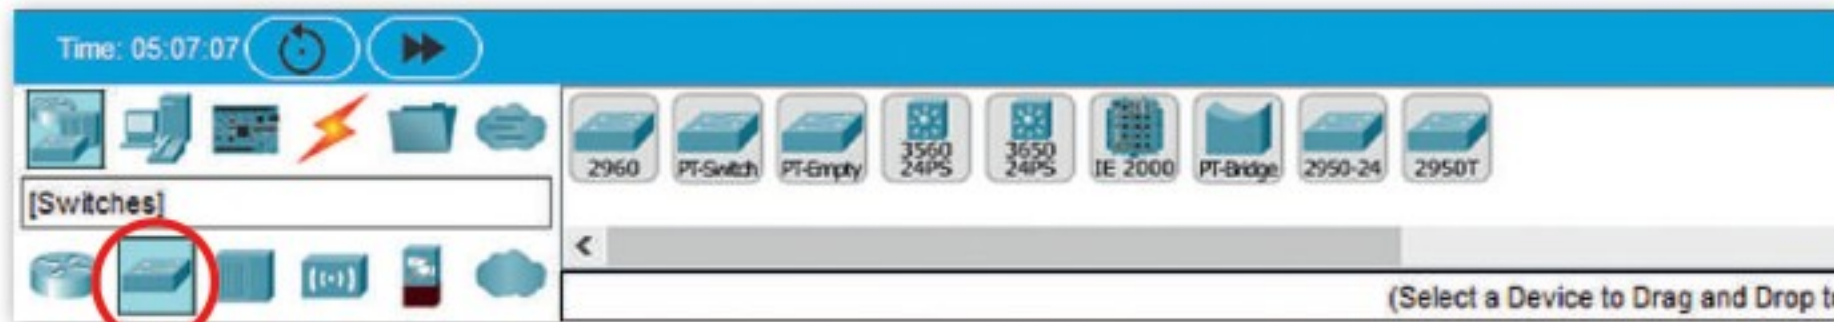 Time: 05:07:07
2960
PT-Switch
PT-Empty
3560
24PS
3650
24PS
IE 2000
PT-Bridge
2950-24
2950T
[Switches]
(Select a Device to Drag and Drop t